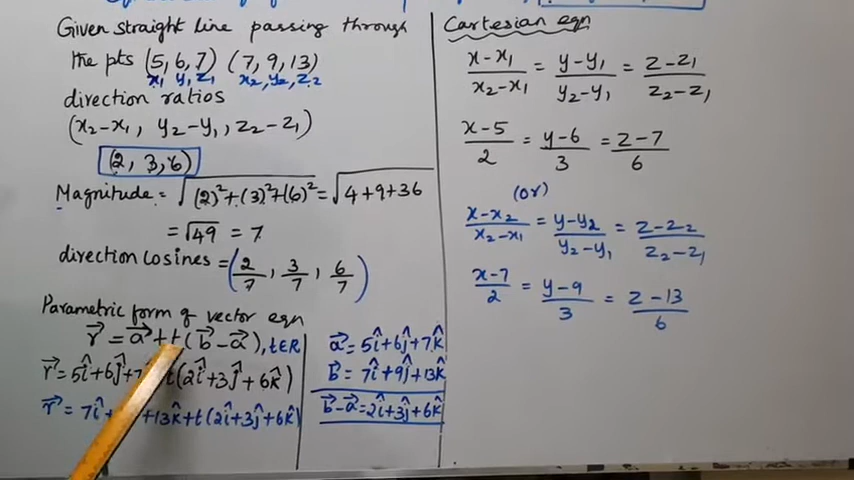 Given straight line passing through
the pts (5, 6, 7) (7, 9, 13)
x₁ y₁ z₁ x₂, y₂, z₂
direction ratios
(x₂-x₁, y₂-y₁, z₂-z₁)
(2, 3, 6)
Magnitude = √(2)²+(3)²+(6)² = √4+9+36
= √49 = 7
direction cosines = (2/7, 3/7, 6/7)
Parametric form of vector eqn
r⃗ = a⃗ + t(b⃗ - a⃗), t∈R
r⃗ = 5î+6ĵ+7 t(2î+3ĵ+6k̂)
r⃗ = 7î+ +13k̂+t(2î+3ĵ+6k̂)
a⃗ = 5î+6ĵ+7k̂
b⃗ = 7î+9ĵ+13k̂
b⃗-a⃗ = 2î+3ĵ+6k̂
Cartesian eqn
x-x₁/x₂-x₁ = y-y₁/y₂-y₁ = z-z₁/z₂-z₁
x-5/2 = y-6/3 = z-7/6
(or)
x-x₂/x₂-x₁ = y-y₂/y₂-y₁ = z-z₂/z₂-z₁
x-7/2 = y-9/3 = z-13/6